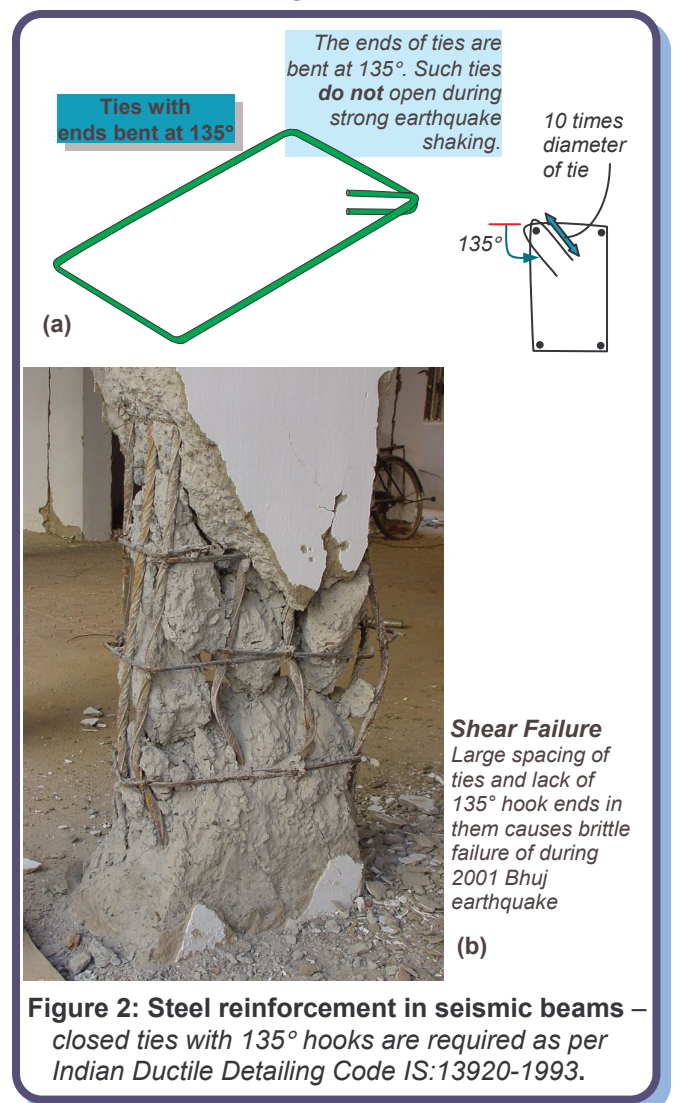 The ends of ties are
bent at 135°. Such ties
do not open during
strong earthquake
shaking.
Ties with
ends bent at 135°
10 times
diameter
of tie
135°
(a)
Shear Failure
Large spacing of
ties and lack of
135° hook ends in
them causes brittle
failure of during
2001 Bhuj
earthquake
(b)
Figure 2: Steel reinforcement in seismic beams –
closed ties with 135° hooks are required as per
Indian Ductile Detailing Code IS:13920-1993.